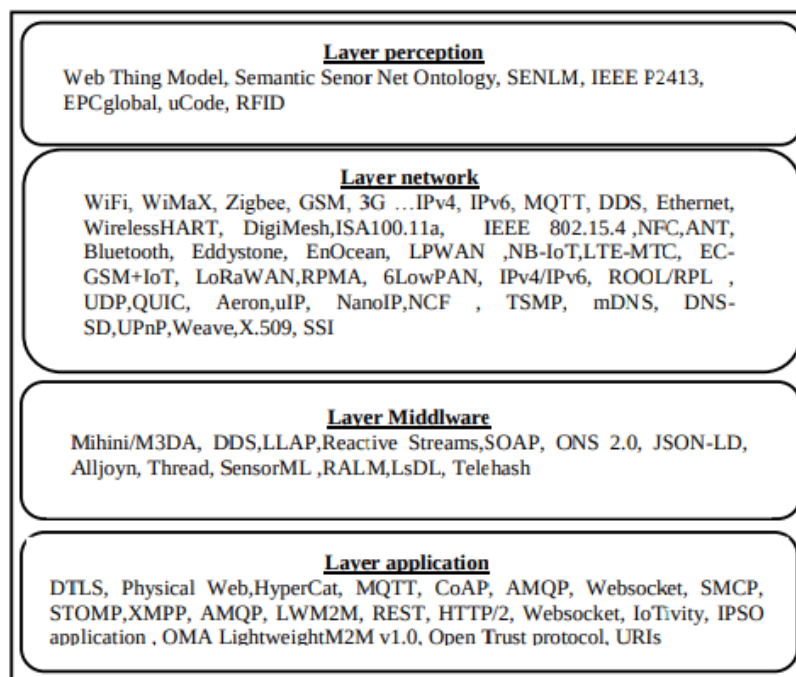 Layer perception
Web Thing Model, Semantic Senor Net Ontology, SENLM, IEEE P2413,
EPCglobal, uCode, RFID
Layer network
WiFi, WiMaX, Zigbee, GSM, 3G …IPv4, IPv6, MQTT, DDS, Ethernet,
WirelessHART, DigiMesh,ISA100.11a, IEEE 802.15.4 ,NFC,ANT,
Bluetooth, Eddystone, EnOcean, LPWAN ,NB-IoT,LTE-MTC, EC-
GSM+IoT, LoRaWAN,RPMA, 6LowPAN, IPv4/IPv6, ROOL/RPL ,
UDP,QUIC, Aeron,uIP, NanoIP,NCF , TSMP, mDNS, DNS-
SD,UPnP,Weave,X.509, SSI
Layer Middlware
Mihini/M3DA, DDS,LLAP,Reactive Streams,SOAP, ONS 2.0, JSON-LD,
Alljoyn, Thread, SensorML ,RALM,LsDL, Telehash
Layer application
DTLS, Physical Web,HyperCat, MQTT, CoAP, AMQP, Websocket, SMCP,
STOMP,XMPP, AMQP, LWM2M, REST, HTTP/2, Websocket, IoTivity, IPSO
application , OMA LightweightM2M v1.0, Open Trust protocol, URIs